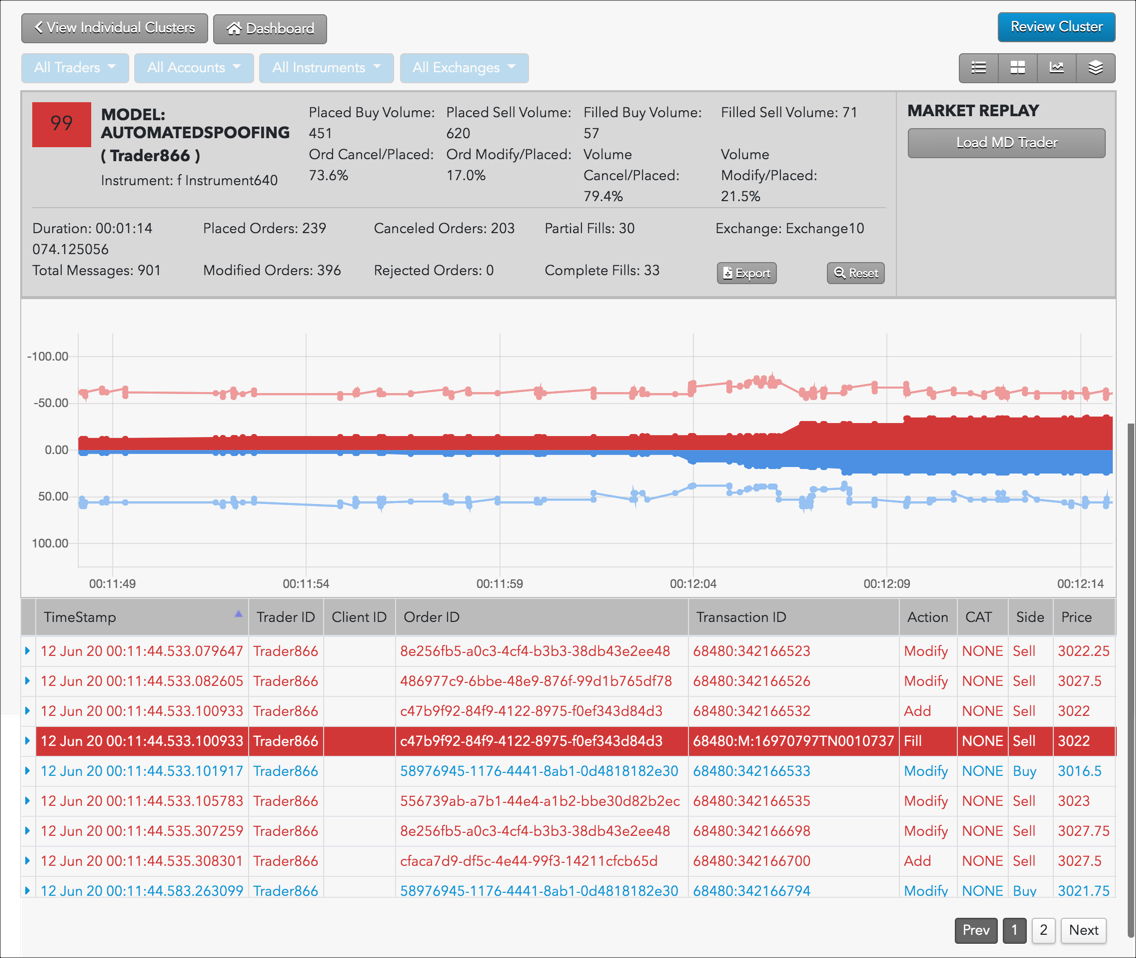 View Individual Clusters Dashboard Review Cluster
All Traders All Accounts All Instruments All Exchanges
99
MODEL:
AUTOMATEDSPOOFING
( Trader866 )
Instrument: f Instrument640
Placed Buy Volume:
451
Placed Sell Volume:
620
Filled Buy Volume:
57
Filled Sell Volume: 71
Ord Cancel/Placed:
73.6%
Ord Modify/Placed:
17.0%
Volume
Cancel/Placed:
79.4%
Volume
Modify/Placed:
21.5%
MARKET REPLAY
Load MD Trader
Duration: 00:01:14
074.125056
Placed Orders: 239
Canceled Orders: 203
Partial Fills: 30
Exchange: Exchange10
Total Messages: 901
Modified Orders: 396
Rejected Orders: 0
Complete Fills: 33
Export
Reset
-100.00
-50.00
0.00
50.00
100.00
00:11:49 00:11:54 00:11:59 00:12:04 00:12:09 00:12:14
TimeStamp Trader ID Client ID Order ID Transaction ID Action CAT Side Price
12 Jun 20 00:11:44.533.079647 Trader866 8e256fb5-a0c3-4cf4-b3b3-38db43e2ee48 68480:342166523 Modify NONE Sell 3022.25
12 Jun 20 00:11:44.533.082605 Trader866 486977c9-6bbe-48e9-876f-99d1b765df78 68480:342166526 Modify NONE Sell 3027.5
12 Jun 20 00:11:44.533.100933 Trader866 c47b9f92-84f9-4122-8975-f0ef343d84d3 68480:342166532 Add NONE Sell 3022
12 Jun 20 00:11:44.533.100933 Trader866 c47b9f92-84f9-4122-8975-f0ef343d84d3 68480:M:16970797TN0010737 Fill NONE Sell 3022
12 Jun 20 00:11:44.533.101917 Trader866 58976945-1176-4441-8ab1-0d4818182e30 68480:342166533 Modify NONE Buy 3016.5
12 Jun 20 00:11:44.533.105783 Trader866 556739ab-a7b1-44e4-a1b2-bbe30d82b2ec 68480:342166535 Modify NONE Sell 3023
12 Jun 20 00:11:44.535.307259 Trader866 8e256fb5-a0c3-4cf4-b3b3-38db43e2ee48 68480:342166698 Modify NONE Sell 3027.75
12 Jun 20 00:11:44.535.308301 Trader866 cfaca7d9-df5c-4e44-99f3-14211cfcb65d 68480:342166700 Add NONE Sell 3027.5
12 Jun 20 00:11:44.583.263099 Trader866 58976945-1176-4441-8ab1-0d4818182e30 68480:342166794 Modify NONE Buy 3021.75
Prev 1 2 Next